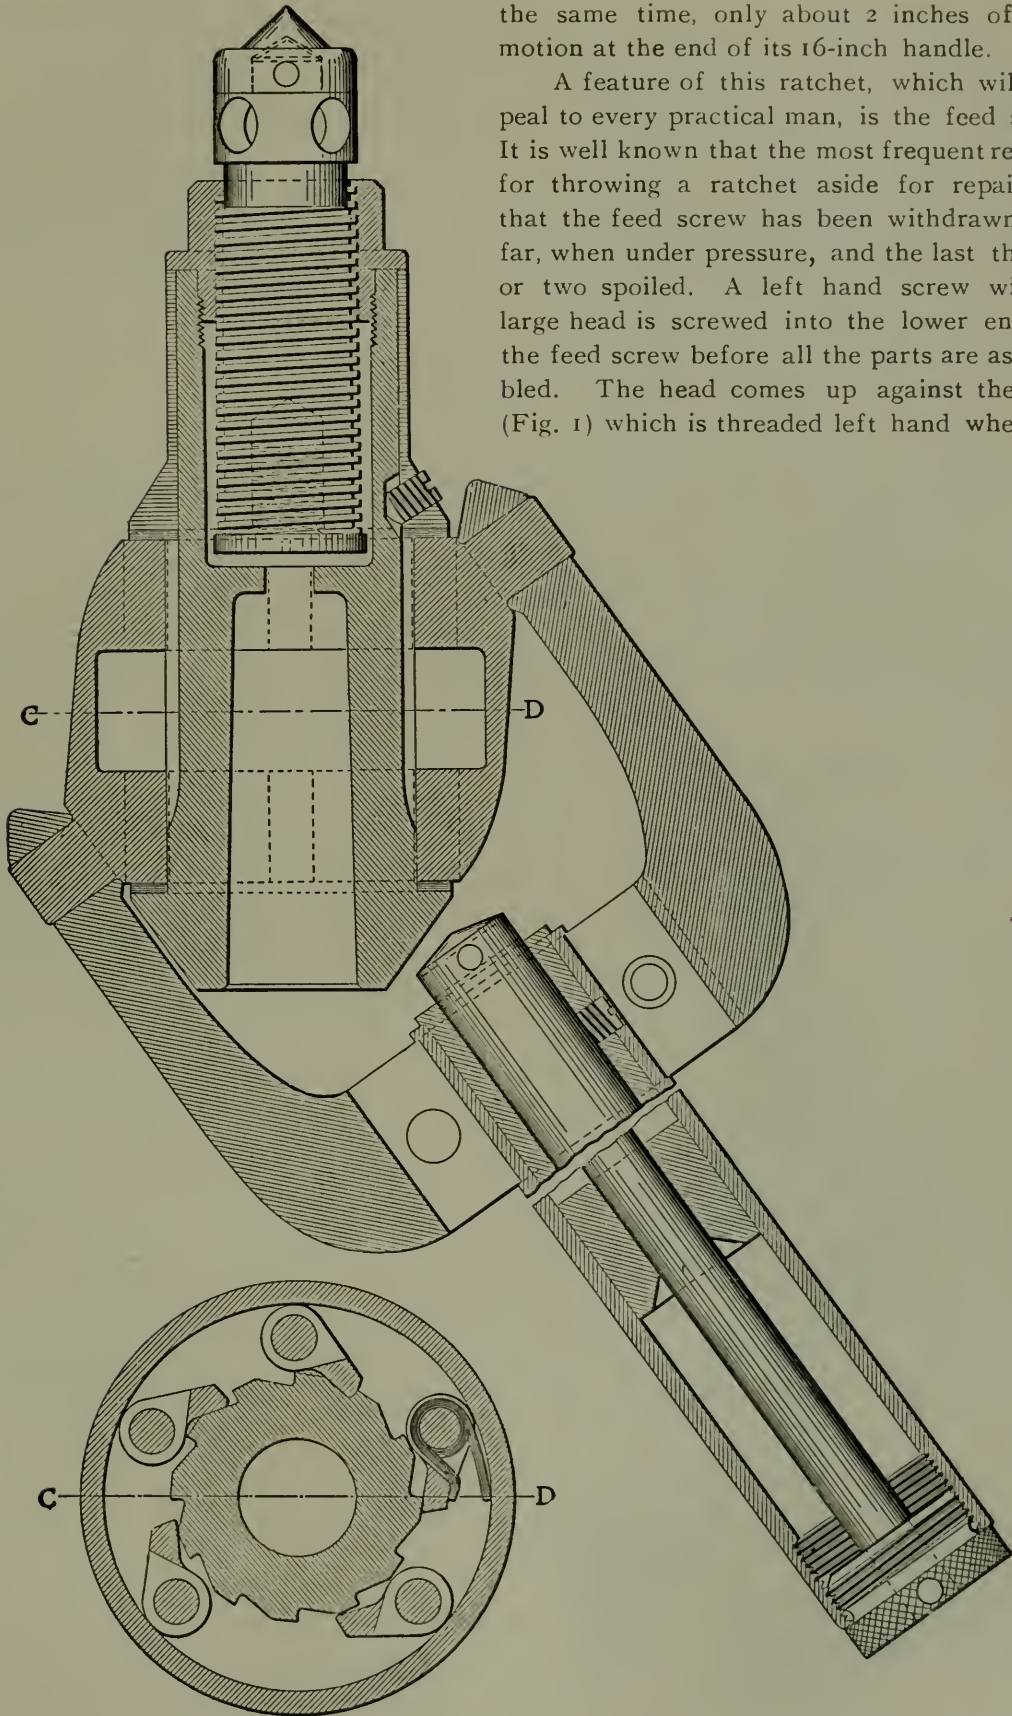 the same time, only about 2 inches of
motion at the end of its 16-inch handle.
A feature of this ratchet, which wil
peal to every practical man, is the feed
It is well known that the most frequent re
for throwing a ratchet aside for repai
that the feed screw has been withdrawn
far, when under pressure, and the last th
or two spoiled. A left hand screw wi
large head is screwed into the lower en
the feed screw before all the parts are as
bled. The head comes up against the
(Fig. 1) which is threaded left hand whe
C D
C D